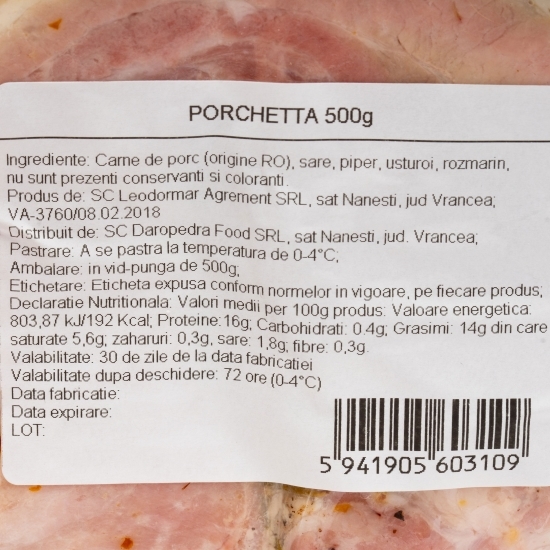 PORCHETTA 500g
Ingrediente: Carne de porc (origine RO), sare, piper, usturoi, rozmarin,
nu sunt prezenti conservanti si coloranti.
Produs de: SC Leodormar Agrement SRL, sat Nanesti, jud Vrancea;
VA-3760/08.02.2018
Distribuit de: SC Daropedra Food SRL, sat Nanesti, jud. Vrancea;
Pastrare: A se pastra la temperatura de 0-4°C;
Ambalare: in vid-punga de 500g;
Etichetare: Eticheta expusa conform normelor in vigoare, pe fiecare produs;
Declaratie Nutritionala: Valori medii per 100g produs: Valoare energetica:
803,87 kJ/192 Kcal; Proteine:16g; Carbohidrati: 0.4g; Grasimi: 14g din care
saturate 5,6g; zaharuri: 0,3g, sare: 1,8g; fibre: 0,3g.
Valabilitate: 30 de zile de la data fabricatiei
Valabilitate dupa deschidere: 72 ore (0-4°C)
Data fabricatie:
Data expirare:
LOT:
5 941905 603109